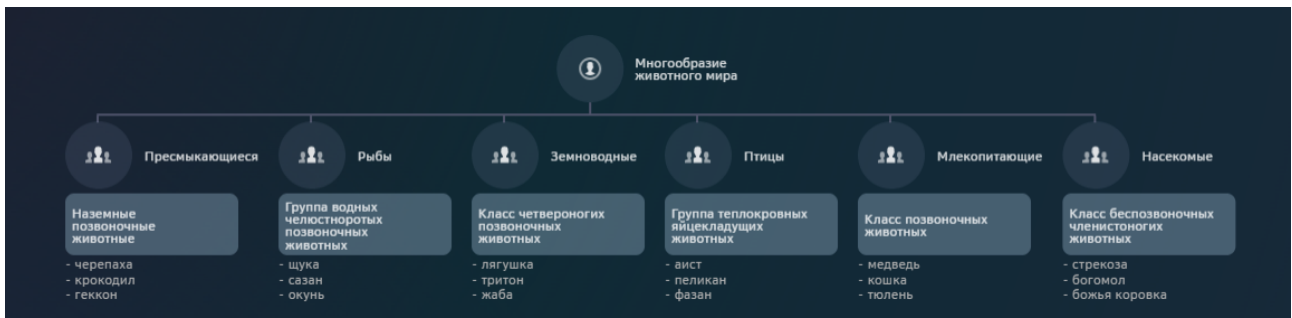 Многообразие
животного мира
Пресмыкающиеся
Наземные
позвоночные
животные
- черепаха
- крокодил
- геккон
Рыбы
Группа водных
челюстноротых
позвоночных
животных
- щука
- сазан
- окунь
Земноводные
Класс четвероногих
позвоночных
животных
- лягушка
- тритон
- жаба
Птицы
Группа теплокровных
яйцекладущих
животных
- аист
- пеликан
- фазан
Млекопитающие
Класс позвоночных
животных
- медведь
- кошка
- тюлень
Насекомые
Класс беспозвоночных
членистоногих
животных
- стрекоза
- богомол
- божья коровка